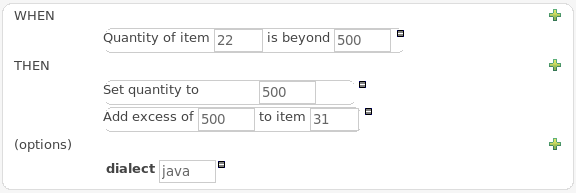 WHEN
Quantity of item 22 is beyond 500
THEN
Set quantity to 500
Add excess of 500 to item 31
(options)
dialect java